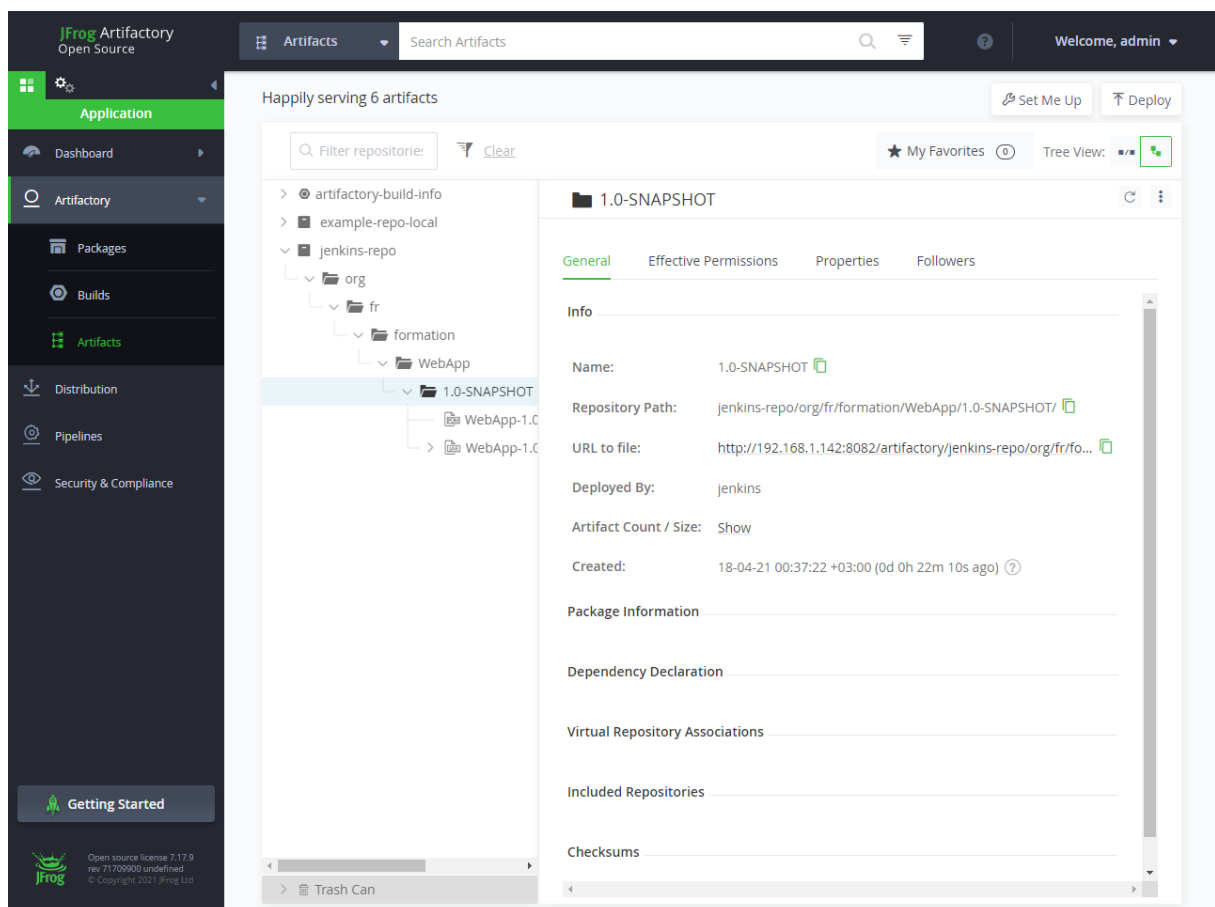 JFrog Artifactory
Open Source
Artifacts
Search Artifacts
Welcome, admin
Application
Dashboard
Artifactory
Packages
Builds
Artifacts
Distribution
Pipelines
Security & Compliance
Getting Started
JFrog
Open source license 7.17.9
rev 71709900 undefined
© Copyright 2021 JFrog Ltd
Happily serving 6 artifacts
Set Me Up
Deploy
Filter repositories
Clear
My Favorites 0
Tree View:
artifactory-build-info
example-repo-local
jenkins-repo
org
fr
formation
WebApp
1.0-SNAPSHOT
WebApp-1.0
WebApp-1.0
Trash Can
1.0-SNAPSHOT
General Effective Permissions Properties Followers
Info
Name: 1.0-SNAPSHOT
Repository Path: jenkins-repo/org/fr/formation/WebApp/1.0-SNAPSHOT/
URL to file: http://192.168.1.142:8082/artifactory/jenkins-repo/org/fr/fo...
Deployed By: jenkins
Artifact Count / Size: Show
Created: 18-04-21 00:37:22 +03:00 (0d 0h 22m 10s ago) ?
Package Information
Dependency Declaration
Virtual Repository Associations
Included Repositories
Checksums